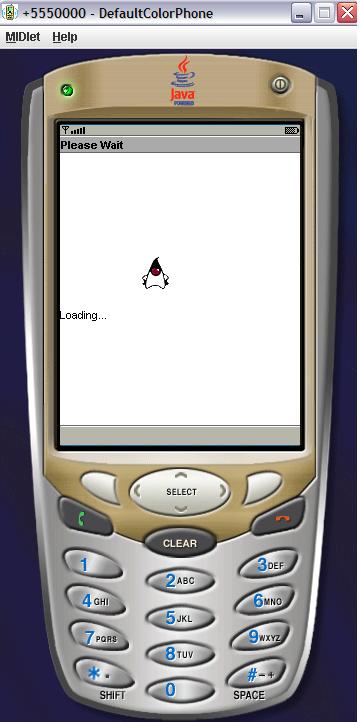 +5550000 - DefaultColorPhone
MIDlet Help
Java
POWERED
Please Wait
Loading...
SELECT
CLEAR
1
2 ABC
3 DEF
4 GHI
5 JKL
6 MNO
7 PQRS
8 TUV
9 WXYZ
* .
0
# - +
SHIFT
SPACE